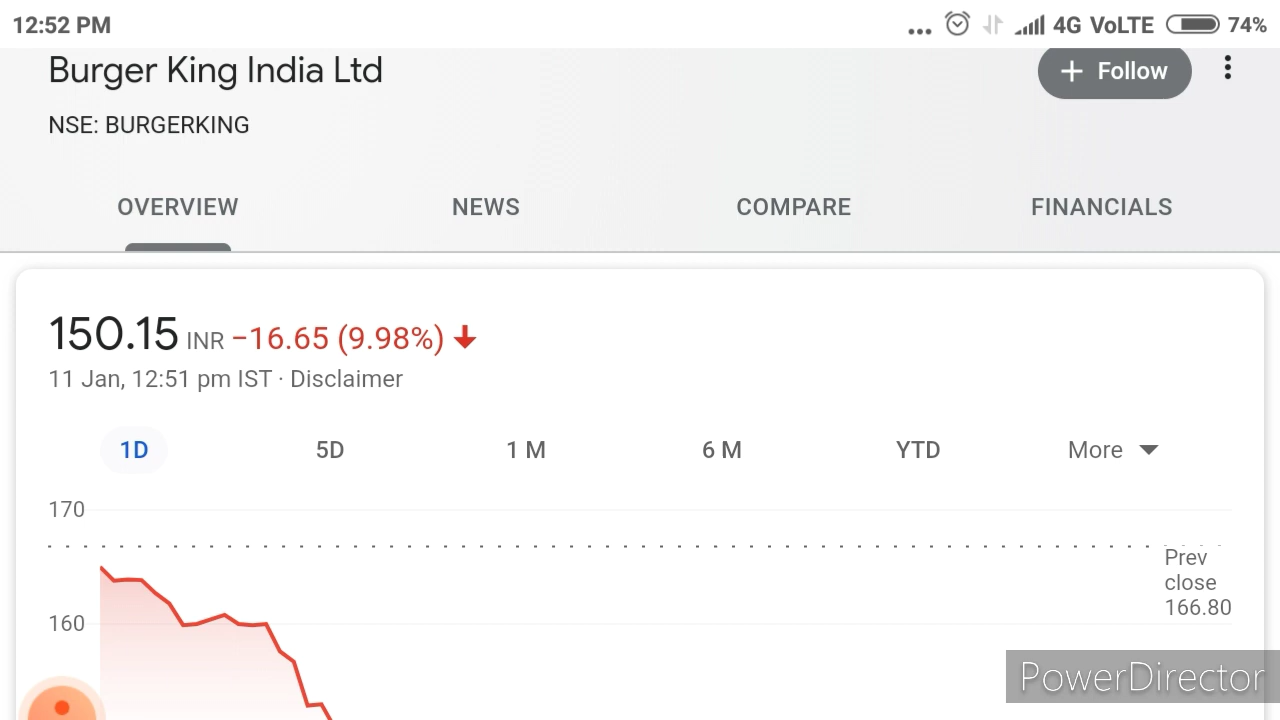 12:52 PM ... 4G VoLTE 74%
Burger King India Ltd
+ Follow
NSE: BURGERKING
OVERVIEW NEWS COMPARE FINANCIALS
150.15 INR −16.65 (9.98%)
11 Jan, 12:51 pm IST · Disclaimer
1D 5D 1 M 6 M YTD More
170
Prev
close
166.80
160
PowerDirector